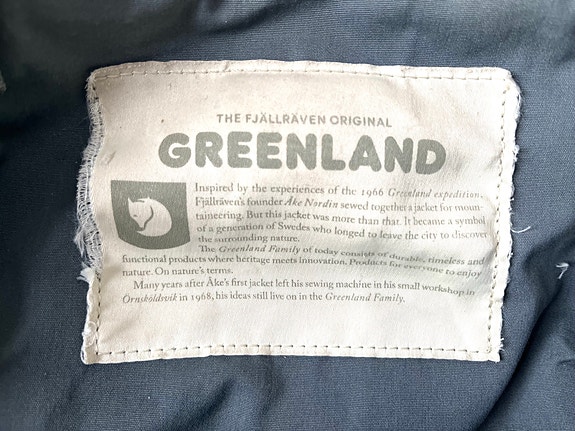 THE FJÄLLRÄVEN ORIGINAL
GREENLAND
Inspired by the experiences of the 1966 Greenland expedition,
Fjällräven's founder Åke Nordin sewed together a jacket for moun-
taineering. But this jacket was more than that. It became a symbol
of a generation of Swedes who longed to leave the city to discover
the surrounding nature.
The Greenland Family of today consists of durable, timeless and
functional products where heritage meets innovation. Products for everyone to enjoy
nature. On nature's terms.
Many years after Åke's first jacket left his sewing machine in his small workshop in
Örnsköldsvik in 1968, his ideas still live on in the Greenland Family.